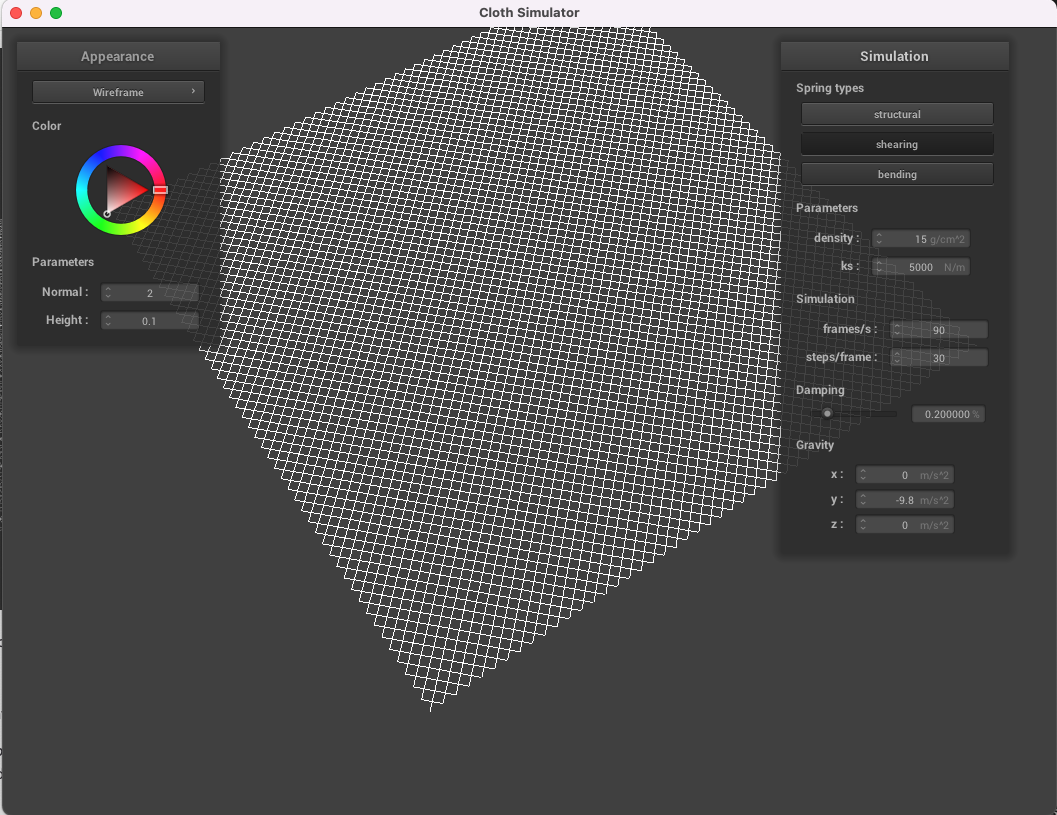 Cloth Simulator
Appearance
Wireframe
Color
Parameters
Normal : 2
Height : 0.1
Simulation
Spring types
structural
shearing
bending
Parameters
density : 15 g/cm^2
ks : 5000 N/m
Simulation
frames/s : 90
steps/frame : 30
Damping
0.200000 %
Gravity
x : 0 m/s^2
y : -9.8 m/s^2
z : 0 m/s^2